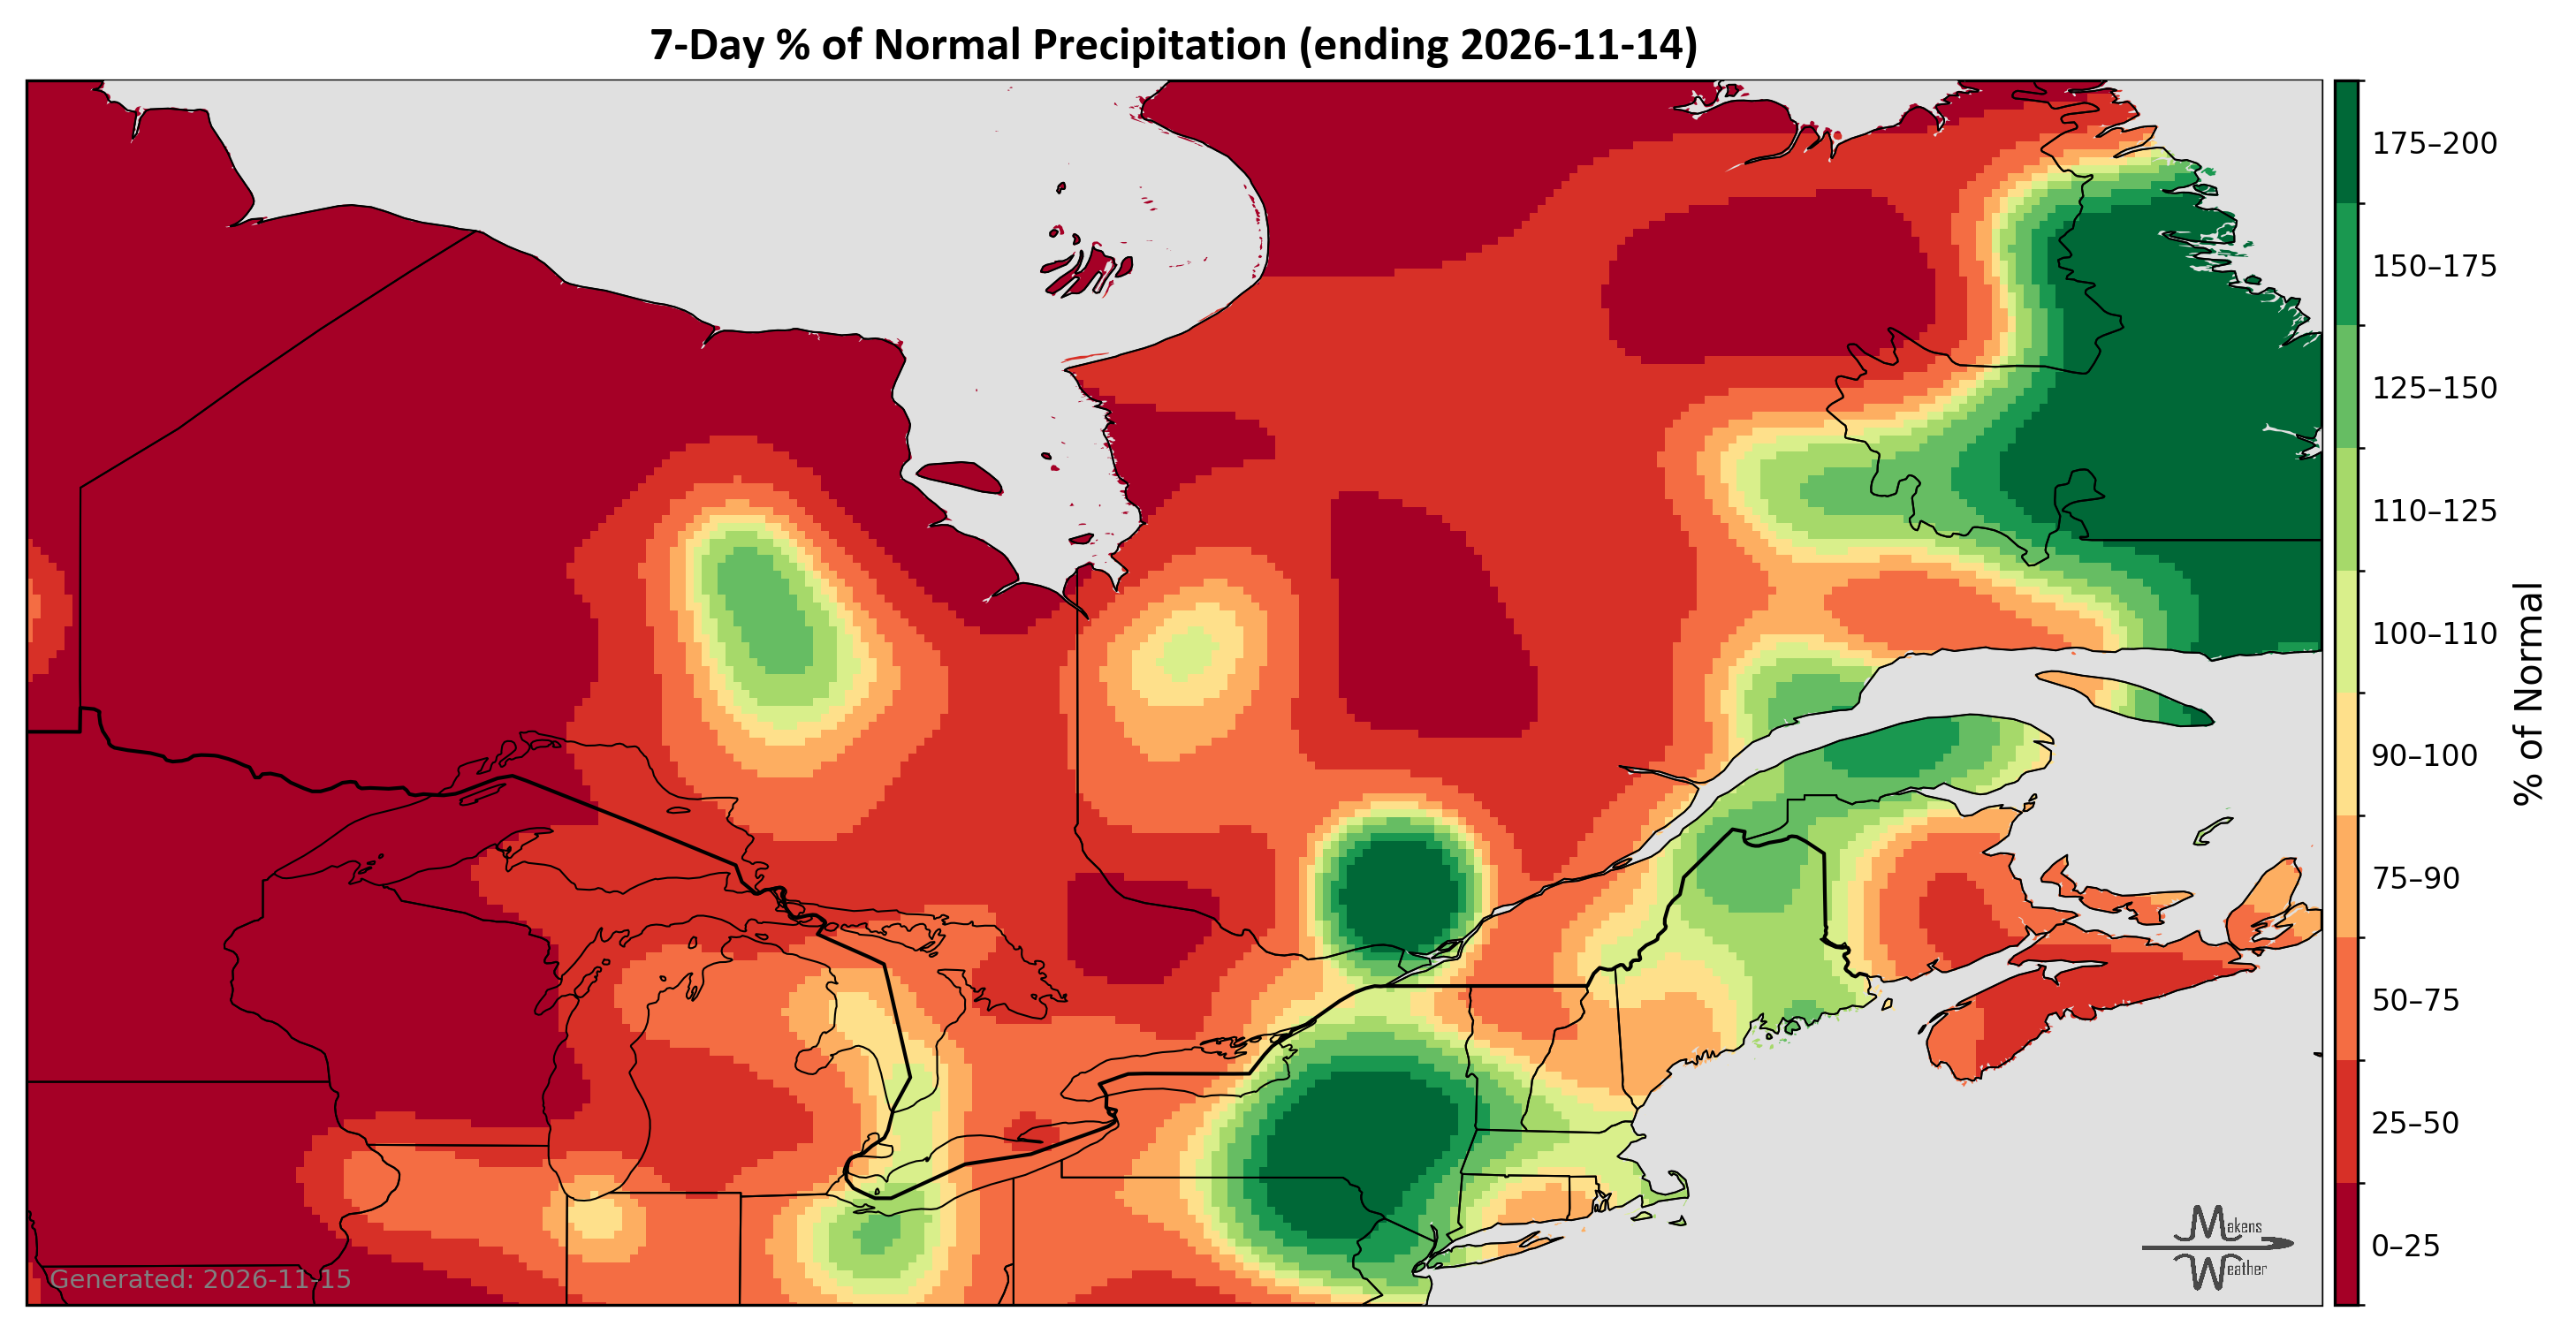 7-Day % of Normal Precipitation (ending 2026-11-14)
175–200
150–175
125–150
110–125
100–110
90–100
75–90
50–75
25–50
0–25
% of Normal
Makens
Weather
Generated: 2026-11-15